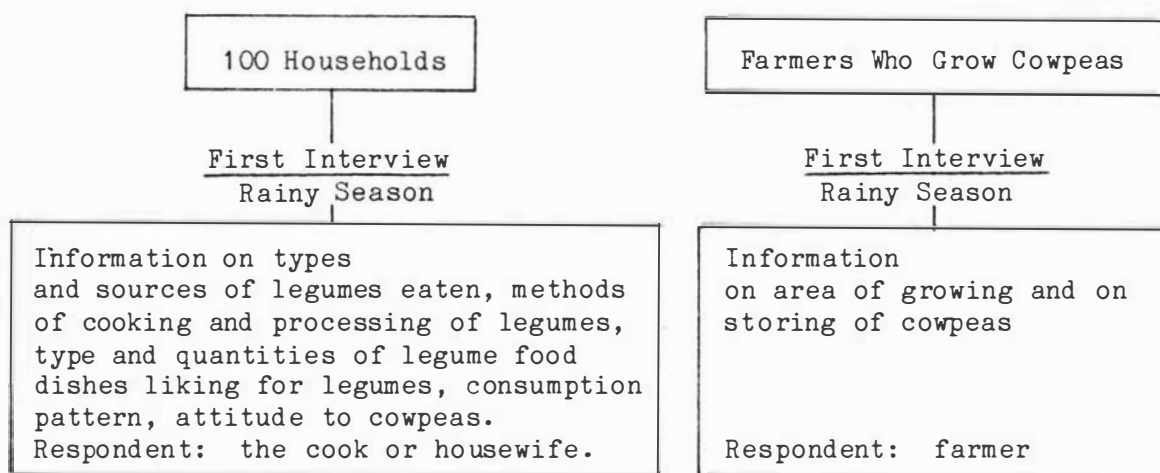 100 Households
First Interview
Rainy Season
Information on types
and sources of legumes eaten, methods
of cooking and processing of legumes,
type and quantities of legume food
dishes liking for legumes, consumption
pattern, attitude to cowpeas.
Respondent: the cook or housewife.
Farmers Who Grow Cowpeas
First Interview
Rainy Season
Information
on area of growing and on
storing of cowpeas
Respondent: farmer